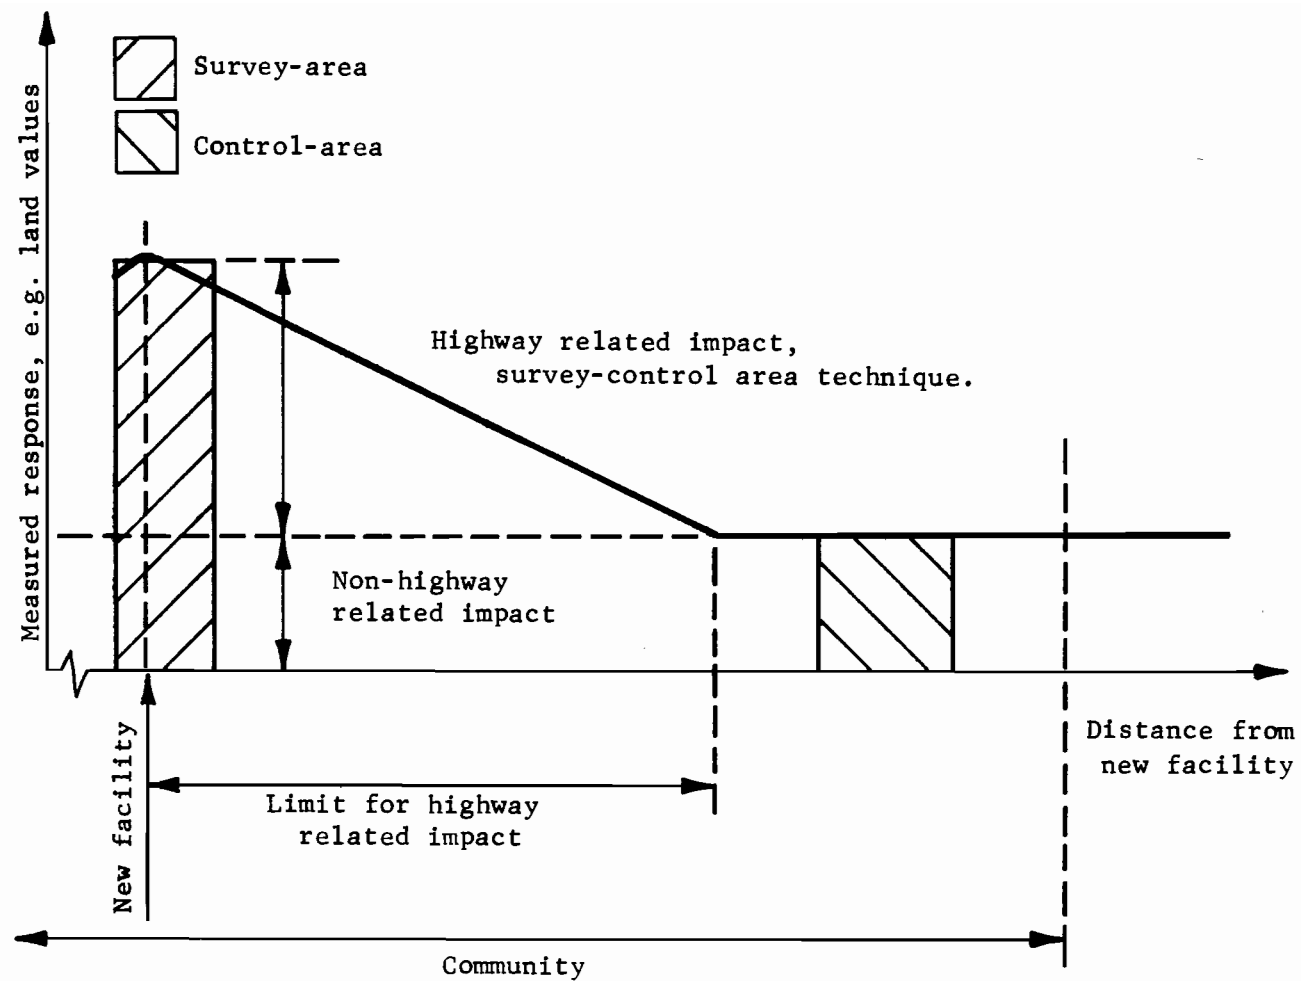 Measured response, e.g. land values
Survey-area
Control-area
Highway related impact,
survey-control area technique.
Non-highway
related impact
New facility
Distance from
new facility
Limit for highway
related impact
Community